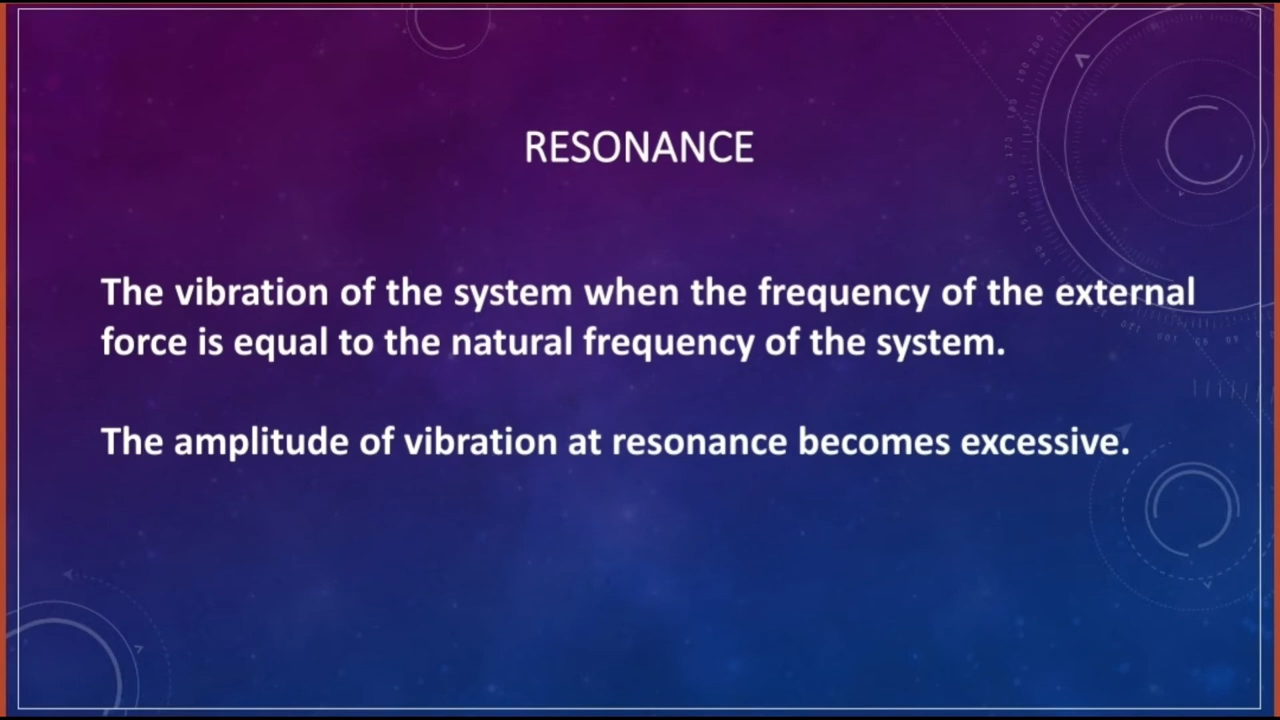 RESONANCE
The vibration of the system when the frequency of the external
force is equal to the natural frequency of the system.
The amplitude of vibration at resonance becomes excessive.